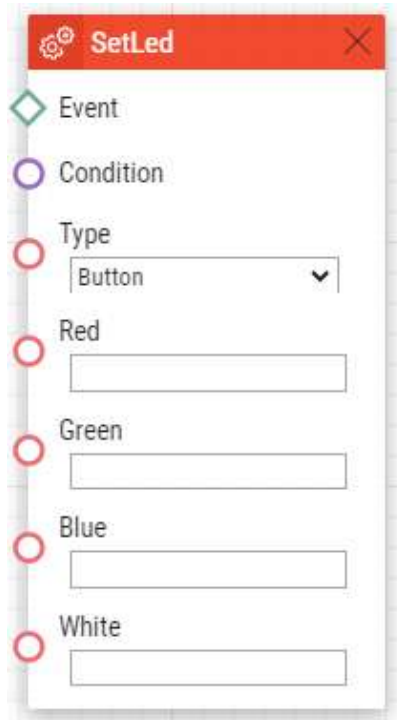 SetLed
Event
Condition
Type
Button
Red
Green
Blue
White